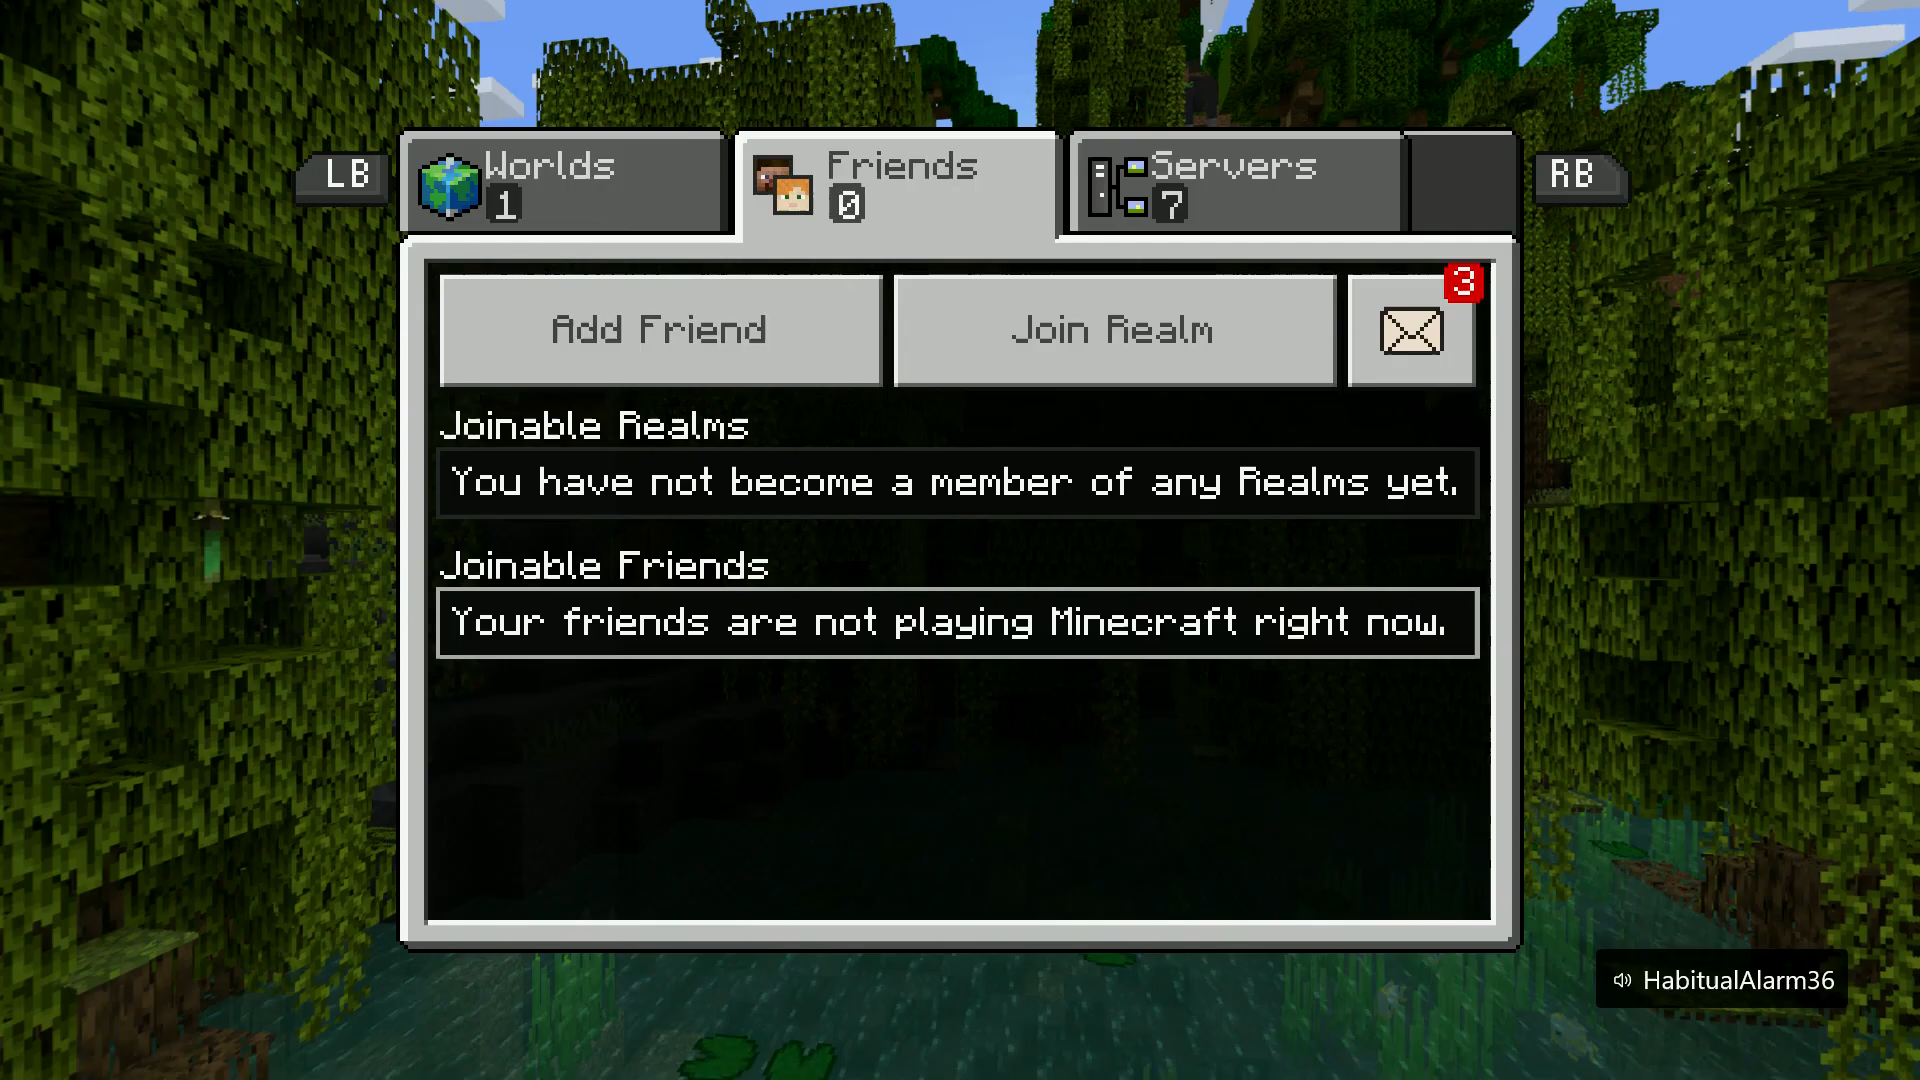 LB
Worlds
1
Friends
0
Servers
7
RB
Add Friend
Join Realm
3
Joinable Realms
You have not become a member of any Realms yet.
Joinable Friends
Your friends are not playing Minecraft right now.
HabitualAlarm36